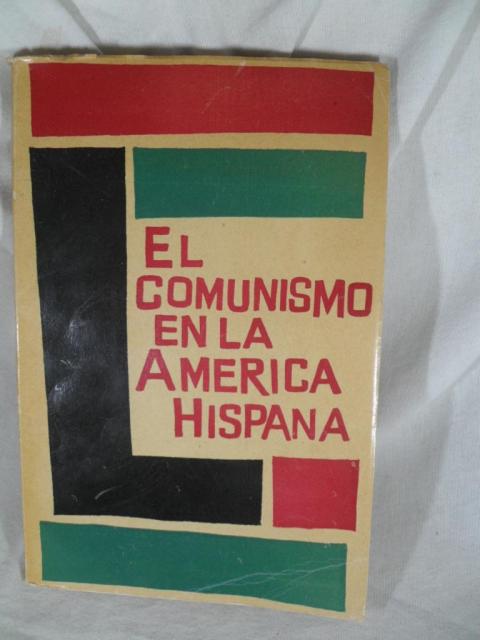 EL
COMUNISMO
EN LA
AMERICA
HISPANA